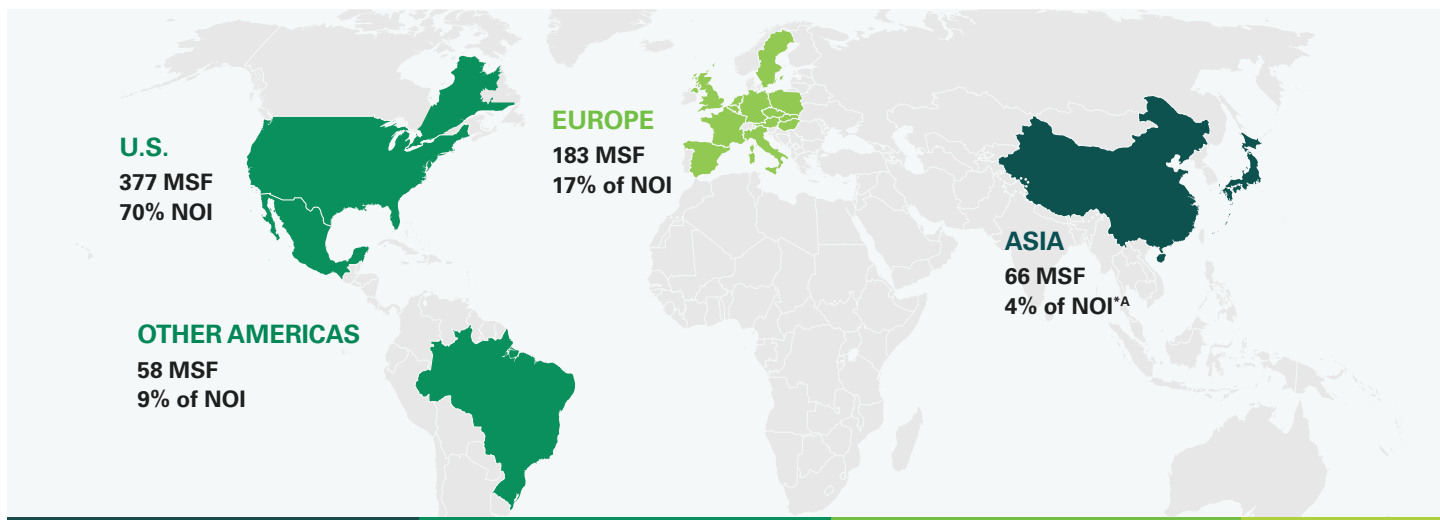 U.S.
377 MSF
70% NOI
OTHER AMERICAS
58 MSF
9% of NOI
EUROPE
183 MSF
17% of NOI
ASIA
66 MSF
4% of NOI*A